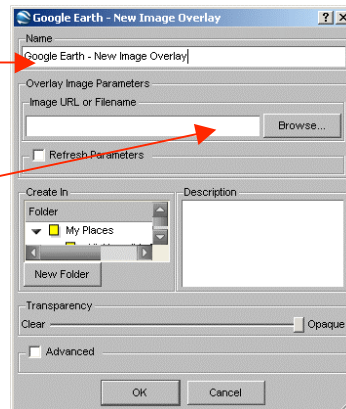 Google Earth - New Image Overlay
Name
Google Earth - New Image Overlay
Overlay Image Parameters
Image URL or Filename
Browse...
Refresh Parameters
Create In
Description
Folder
My Places
New Folder
Transparency
Clear
Opaque
Advanced
OK
Cancel